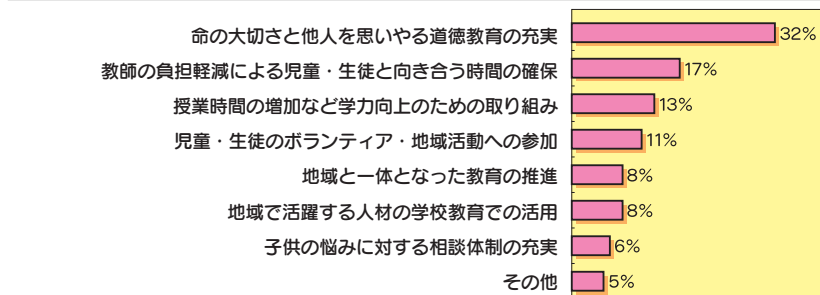 命の大切さと他人を思いやる道徳教育の充実 32%
教師の負担軽減による児童・生徒と向き合う時間の確保 17%
授業時間の増加など学力向上のための取り組み 13%
児童・生徒のボランティア・地域活動への参加 11%
地域と一体となった教育の推進 8%
地域で活躍する人材の学校教育での活用 8%
子供の悩みに対する相談体制の充実 6%
その他 5%